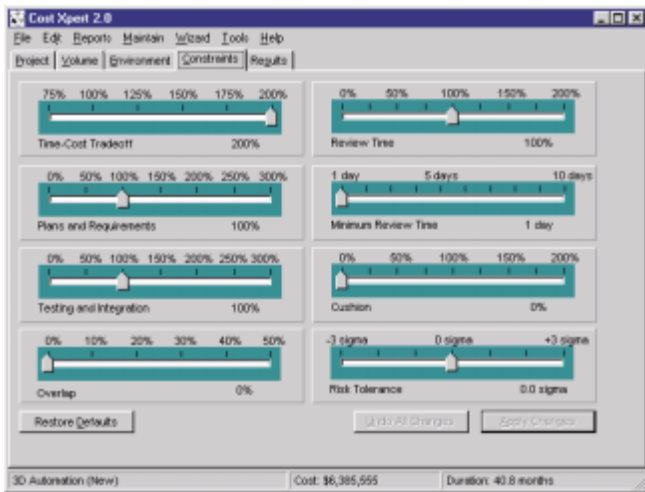 Cost Xpert 2.0
File Edit Reports Maintain Wizard Tools Help
Project Volume Environment Constraints Results
75% 100% 125% 150% 175% 200%
Time-Cost Tradeoff 200%
0% 50% 100% 150% 200%
Review Time 100%
0% 50% 100% 150% 200% 250% 300%
Plans and Requirements 100%
1 day 5 days 10 days
Minimum Review Time 1 day
0% 50% 100% 150% 200% 250% 300%
Testing and Integration 100%
0% 50% 100% 150% 200%
Cushion 0%
0% 10% 20% 30% 40% 50%
Overlap 0%
-3 sigma 0 sigma +3 sigma
Risk Tolerance 0.0 sigma
Restore Defaults Undo All Changes Apply Changes
3D Automation (New) Cost: $6,385,555 Duration: 40.8 months